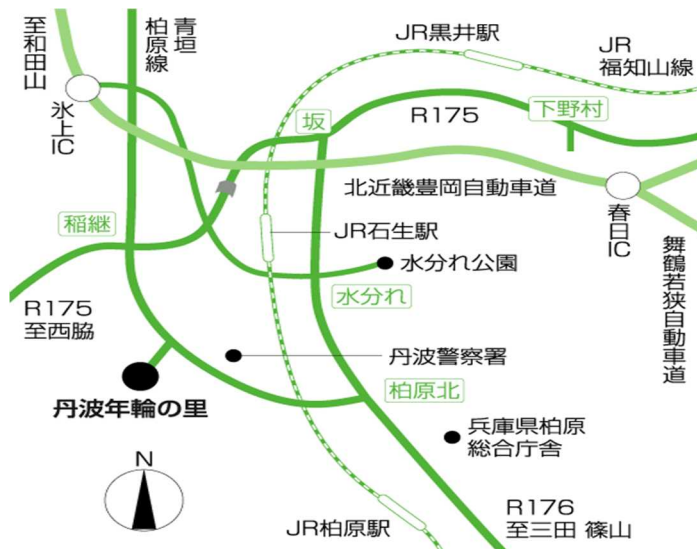 至和田山
青垣
柏原線
氷上
IC
JR黒井駅
JR
福知山線
坂
R175
下野村
北近畿豊岡自動車道
春日
IC
舞鶴若狭自動車道
稲継
JR石生駅
水分れ公園
水分れ
R175
至西脇
丹波警察署
丹波年輪の里
柏原北
兵庫県柏原
総合庁舎
N
JR柏原駅
R176
至三田 篠山